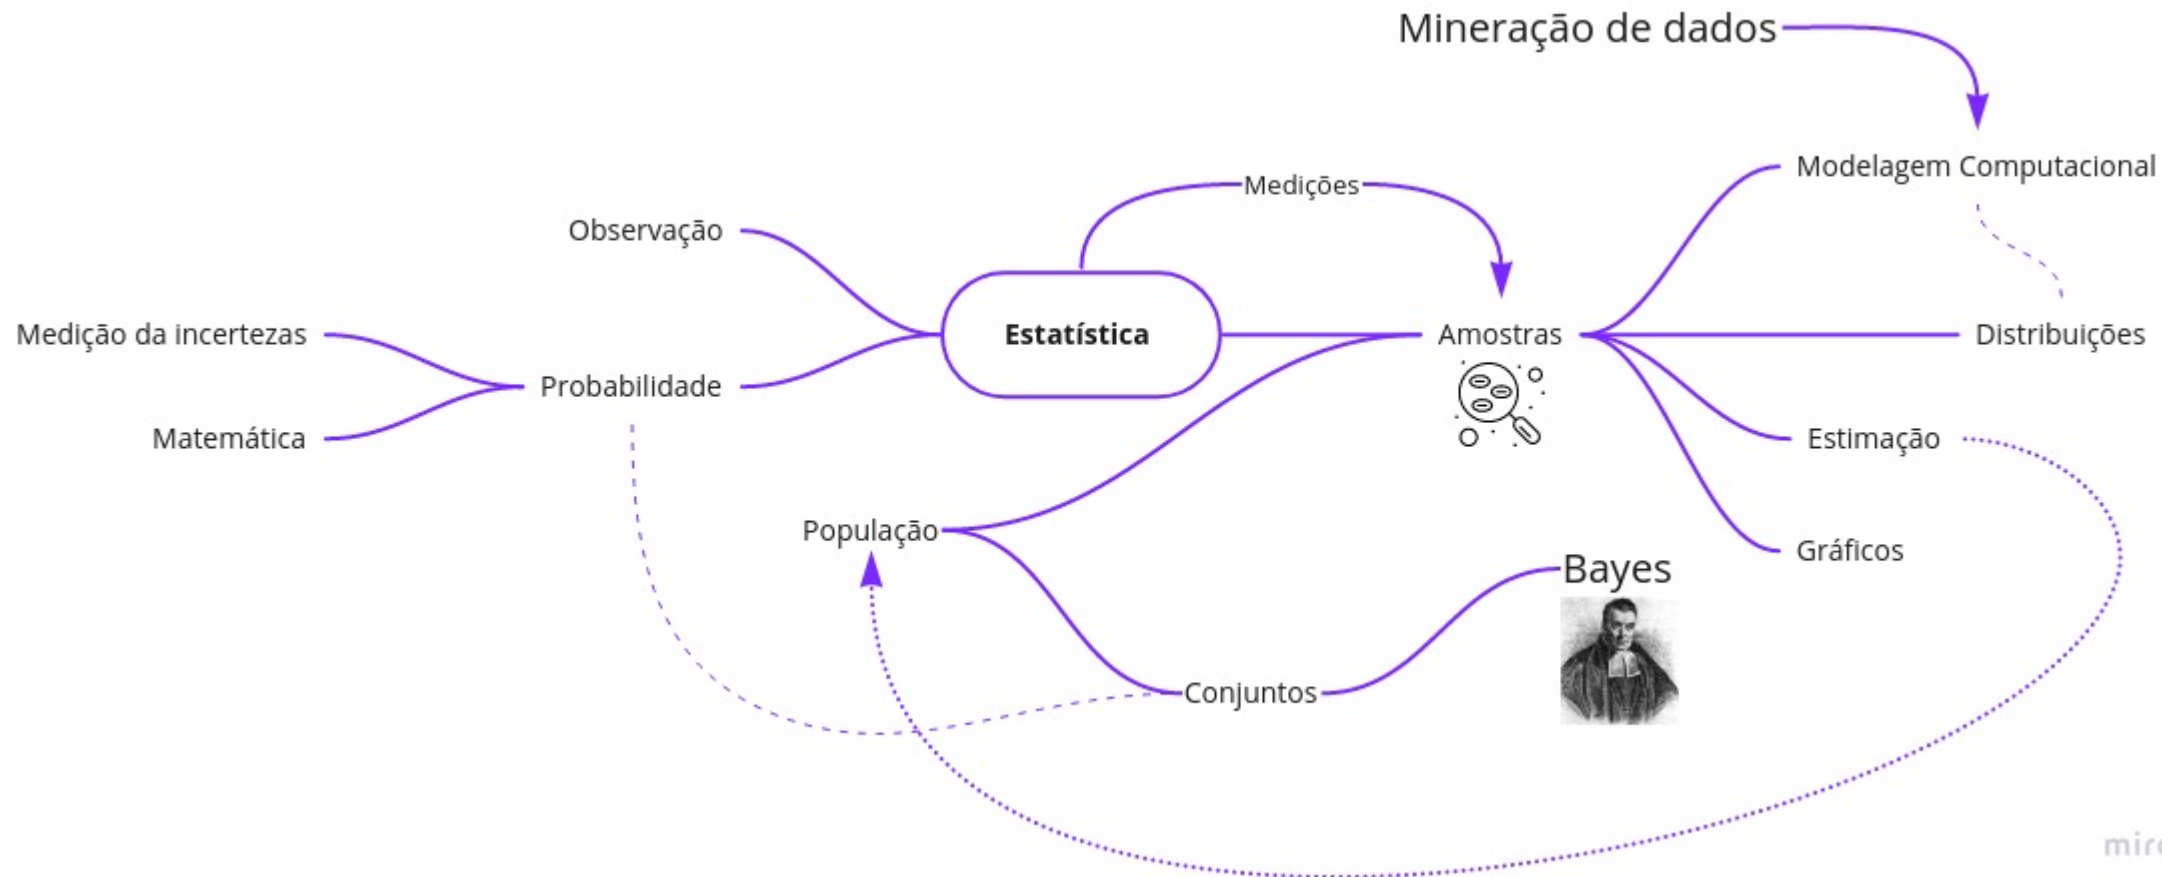 Mineração de dados
Modelagem Computacional
Medições
Observação
Medição da incertezas
Estatística
Amostras
Distribuições
Probabilidade
Matemática
Estimação
População
Gráficos
Bayes
Conjuntos